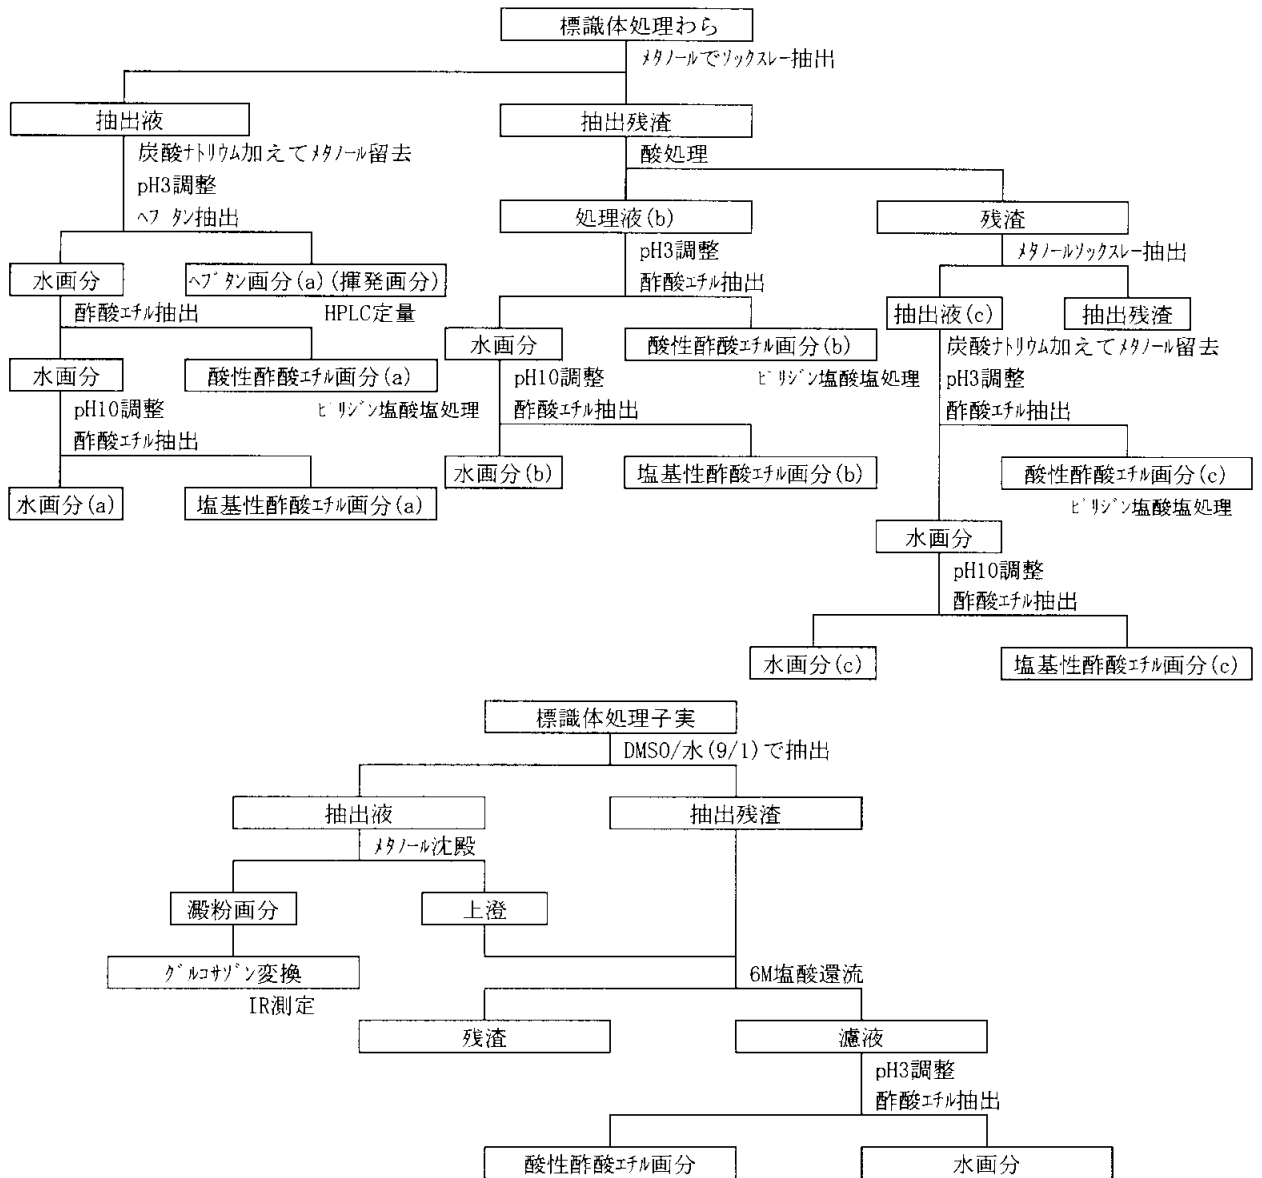 標識体処理わら
メタノールでソックスレー抽出
抽出液
抽出残渣
炭酸ナトリウム加えてメタノール留去
酸処理
pH3調整
ヘプタン抽出
処理液(b)
残渣
pH3調整
酢酸エチル抽出
メタノールソックスレー抽出
水画分
ヘプタン画分(a)(揮発画分)
酢酸エチル抽出
HPLC定量
抽出液(c)
抽出残渣
水画分
酸性酢酸エチル画分(b)
炭酸ナトリウム加えてメタノール留去
水画分
酸性酢酸エチル画分(a)
pH10調整
ピリジン塩酸塩処理
pH3調整
pH10調整
ピリジン塩酸塩処理
酢酸エチル抽出
酢酸エチル抽出
酢酸エチル抽出
水画分(b)
塩基性酢酸エチル画分(b)
酸性酢酸エチル画分(c)
水画分(a)
塩基性酢酸エチル画分(a)
ピリジン塩酸塩処理
水画分
pH10調整
酢酸エチル抽出
水画分(c)
塩基性酢酸エチル画分(c)
標識体処理子実
DMSO/水(9/1)で抽出
抽出液
抽出残渣
メタノール沈殿
澱粉画分
上澄
グルコサゾン変換
6M塩酸還流
IR測定
残渣
濾液
pH3調整
酢酸エチル抽出
酸性酢酸エチル画分
水画分